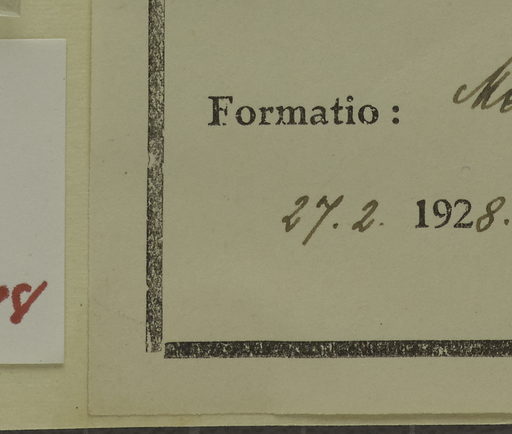 Formatio :
27. 2. 1928.